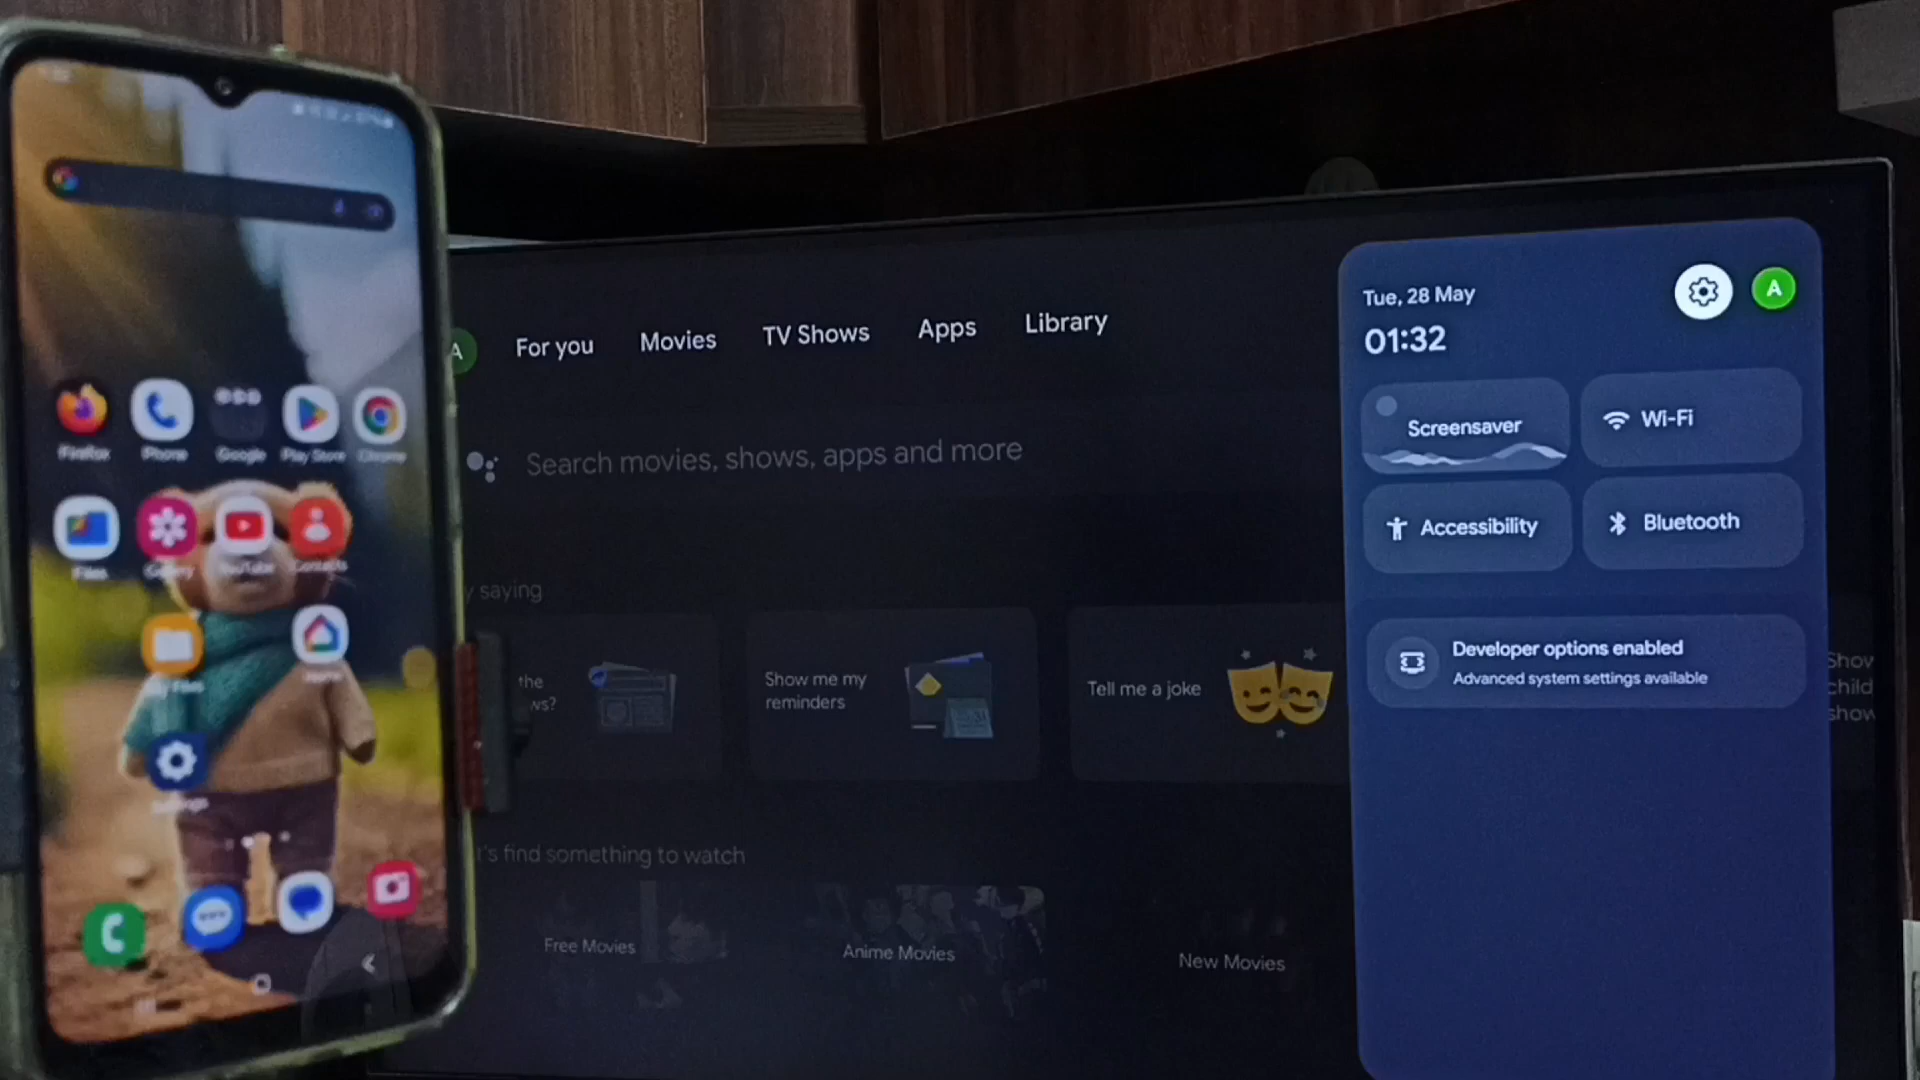 Firefox
Phone
Google
Play Store
Chrome
Files
Gallery
YouTube
Contacts
Home
A
For you
Movies
TV Shows
Apps
Library
Search movies, shows, apps and more
saying
the
ws?
Show me my
reminders
Tell me a joke
Show
child
show
t's find something to watch
Free Movies
Anime Movies
New Movies
Tue, 28 May
A
01:32
Screensaver
Wi-Fi
Accessibility
Bluetooth
Developer options enabled
Advanced system settings available